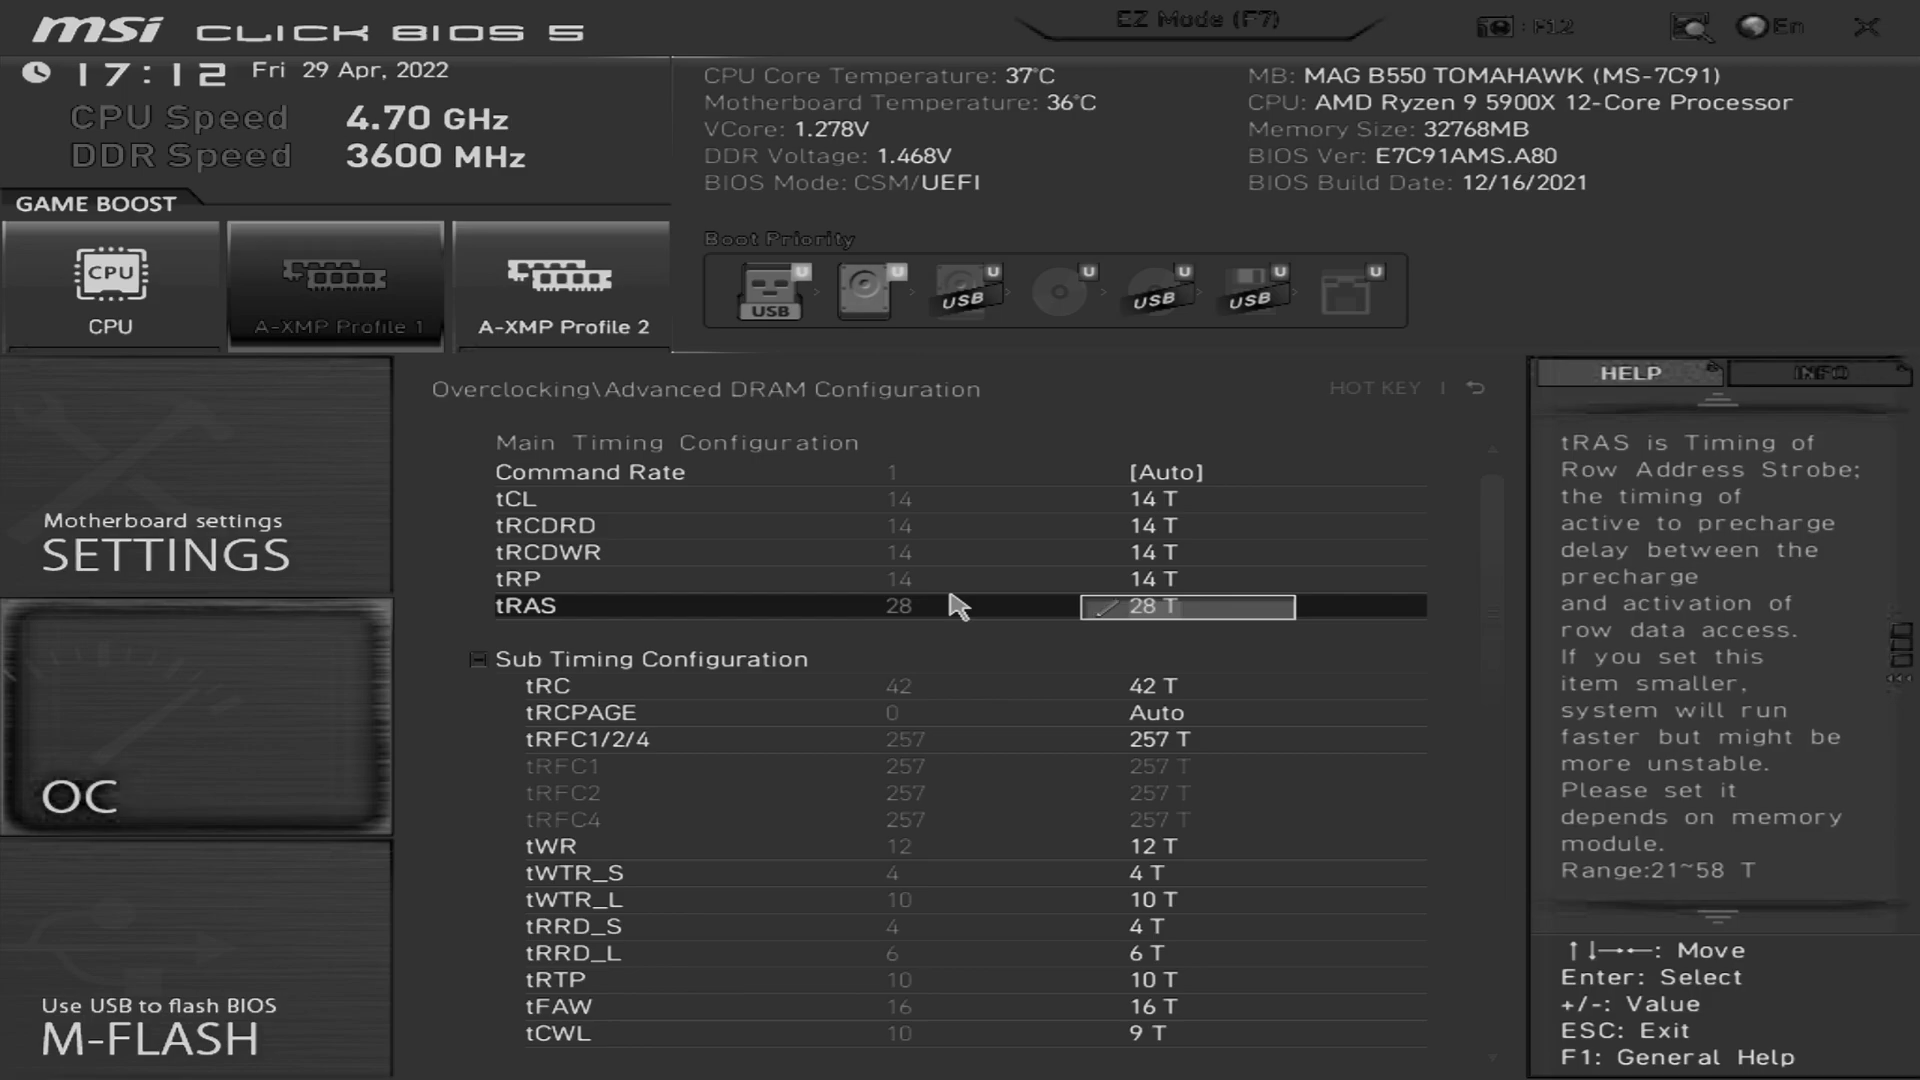 msi CLICK BIOS 5
EZ Mode (F7)
: F12
En
17:12 Fri 29 Apr, 2022
CPU Speed 4.70 GHz
DDR Speed 3600 MHz
CPU Core Temperature: 37°C
Motherboard Temperature: 36°C
VCore: 1.278V
DDR Voltage: 1.468V
BIOS Mode: CSM/UEFI
MB: MAG B550 TOMAHAWK (MS-7C91)
CPU: AMD Ryzen 9 5900X 12-Core Processor
Memory Size: 32768MB
BIOS Ver: E7C91AMS.A80
BIOS Build Date: 12/16/2021
GAME BOOST
CPU
CPU
A-XMP Profile 1
A-XMP Profile 2
Boot Priority
U U U U U U U
USB USB USB USB
Motherboard settings
SETTINGS
OC
Use USB to flash BIOS
M-FLASH
Overclocking\Advanced DRAM Configuration
HOT KEY |
Main Timing Configuration
Command Rate 1 [Auto]
tCL 14 14 T
tRCDRD 14 14 T
tRCDWR 14 14 T
tRP 14 14 T
tRAS 28 28 T
Sub Timing Configuration
tRC 42 42 T
tRCPAGE 0 Auto
tRFC1/2/4 257 257 T
tRFC1 257 257 T
tRFC2 257 257 T
tRFC4 257 257 T
tWR 12 12 T
tWTR_S 4 4 T
tWTR_L 10 10 T
tRRD_S 4 4 T
tRRD_L 6 6 T
tRTP 10 10 T
tFAW 16 16 T
tCWL 10 9 T
HELP
INFO
tRAS is Timing of
Row Address Strobe;
the timing of
active to precharge
delay between the
precharge
and activation of
row data access.
If you set this
item smaller,
system will run
faster but might be
more unstable.
Please set it
depends on memory
module.
Range:21~58 T
↑↓→←: Move
Enter: Select
+/-: Value
ESC: Exit
F1: General Help